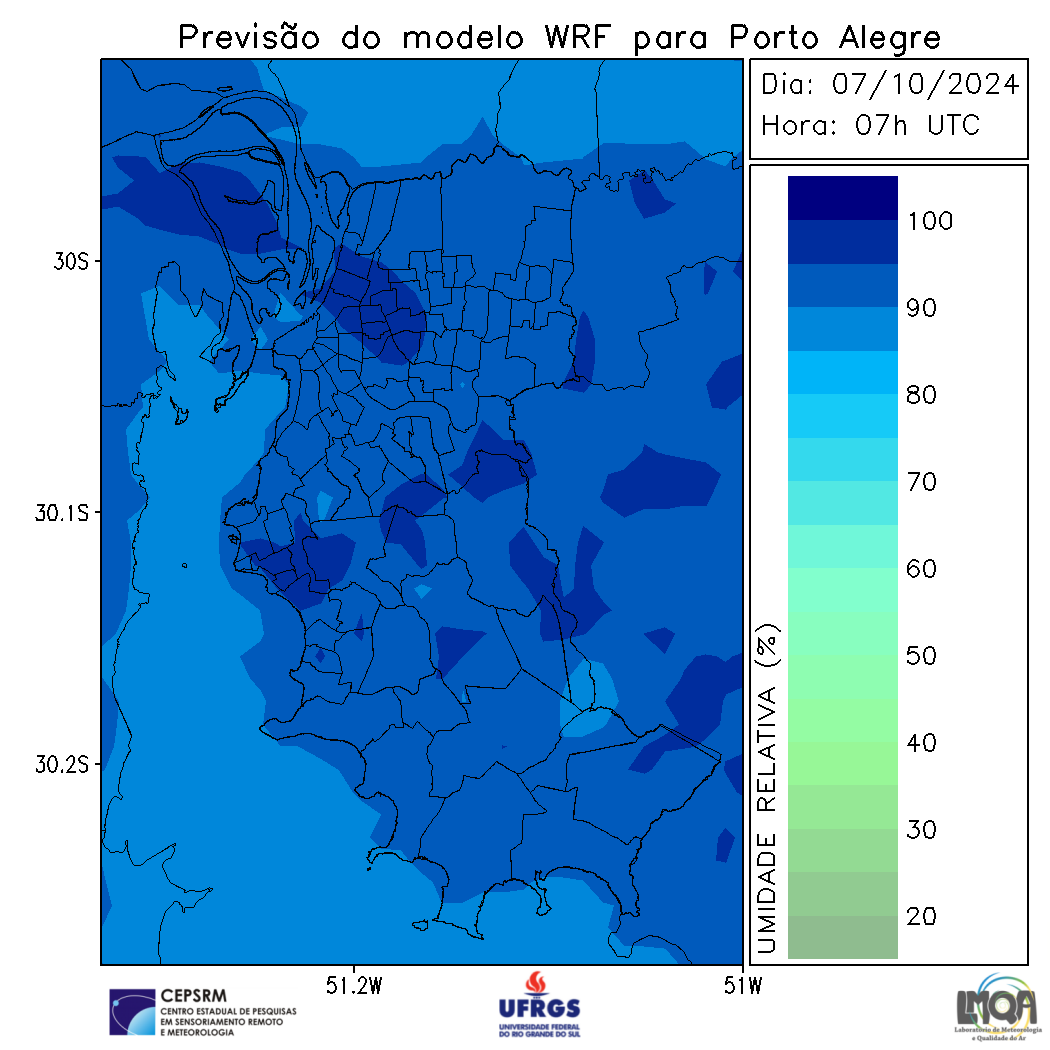 Previsão do modelo WRF para Porto Alegre
Dia: 07/10/2024
Hora: 07h UTC
30S
30.1S
30.2S
51.2W
51W
100
90
80
70
60
50
40
30
20
UMIDADE RELATIVA (%)
CEPSRM
CENTRO ESTADUAL DE PESQUISAS
EM SENSORIAMENTO REMOTO
E METEOROLOGIA
UFRGS
UNIVERSIDADE FEDERAL
DO RIO GRANDE DO SUL
LMQA
Laboratório de Meteorologia
e Qualidade do Ar